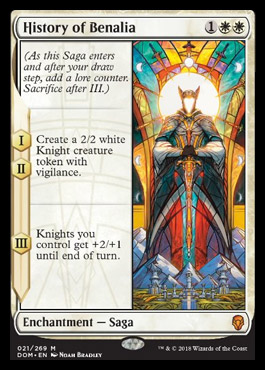 History of Benalia 1
(As this Saga enters
and after your draw
step, add a lore counter.
Sacrifice after III.)
I
II
Create a 2/2 white
Knight creature
token with
vigilance.
III
Knights you
control get +2/+1
until end of turn.
Enchantment — Saga
021/269 M
DOM • EN Noah Bradley
™ & © 2018 Wizards of the Coast